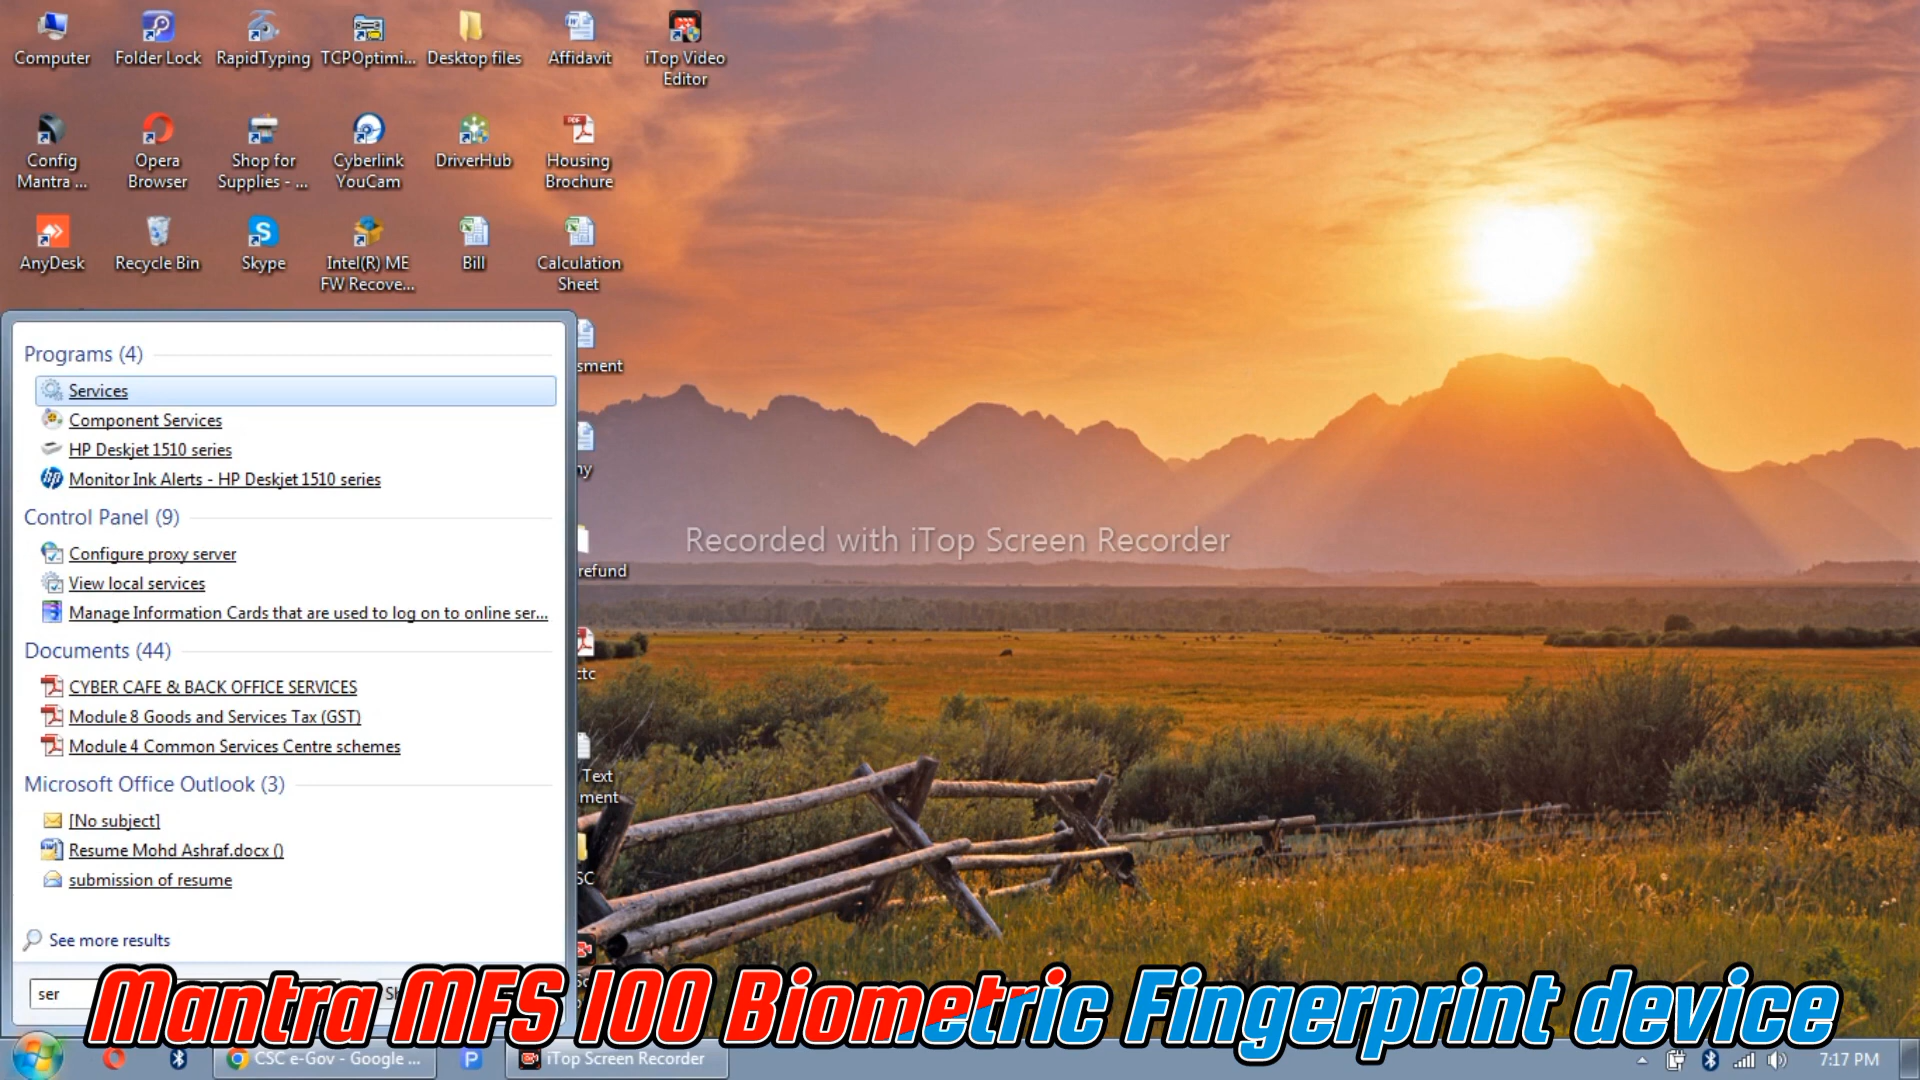 Computer
Folder Lock
RapidTyping
TCPOptimi...
Desktop files
Affidavit
iTop Video
Editor
Config
Mantra ...
Opera
Browser
Shop for
Supplies - ...
Cyberlink
YouCam
DriverHub
Housing
Brochure
AnyDesk
Recycle Bin
Skype
Intel(R) ME
FW Recove...
Bill
Calculation
Sheet
Programs (4)
Services
Component Services
HP Deskjet 1510 series
Monitor Ink Alerts - HP Deskjet 1510 series
Control Panel (9)
Configure proxy server
View local services
Manage Information Cards that are used to log on to online ser...
Documents (44)
CYBER CAFE & BACK OFFICE SERVICES
Module 8 Goods and Services Tax (GST)
Module 4 Common Services Centre schemes
Microsoft Office Outlook (3)
[No subject]
Resume Mohd Ashraf.docx ()
submission of resume
See more results
ser
sment
refund
Text
ment
SC
Recorded with iTop Screen Recorder
Mantra MFS 100 Biometric Fingerprint device
CSC e-Gov - Google ...
iTop Screen Recorder
7:17 PM